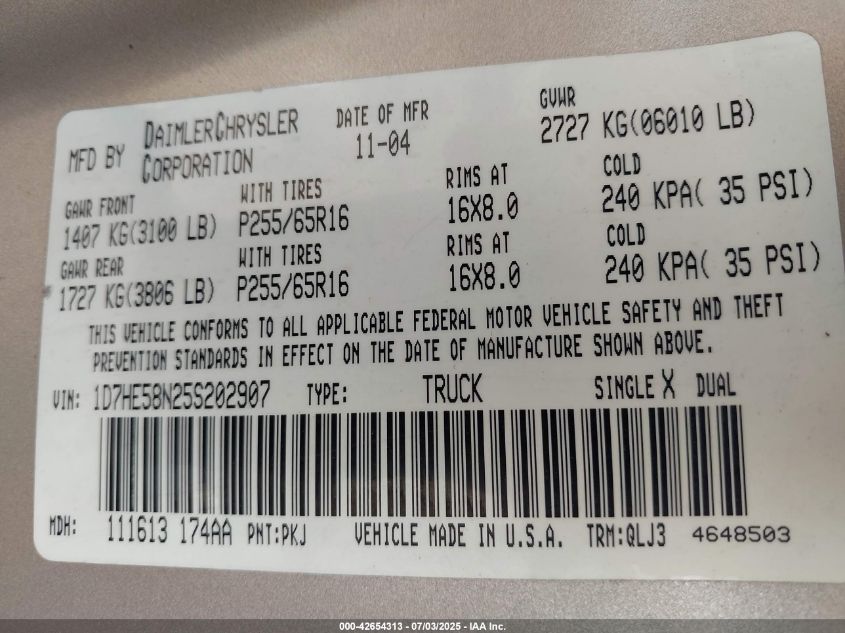 MFD BY DAIMLERCHRYSLER CORPORATION DATE OF MFR 11-04 GVWR 2727 KG(06010 LB)
GAWR FRONT WITH TIRES RIMS AT COLD
1407 KG(3100 LB) P255/65R16 16X8.0 240 KPA( 35 PSI)
GAWR REAR WITH TIRES RIMS AT COLD
1727 KG(3806 LB) P255/65R16 16X8.0 240 KPA( 35 PSI)
THIS VEHICLE CONFORMS TO ALL APPLICABLE FEDERAL MOTOR VEHICLE SAFETY AND THEFT
PREVENTION STANDARDS IN EFFECT ON THE DATE OF MANUFACTURE SHOWN ABOVE.
VIN: 1D7HE58N25S202907 TYPE: TRUCK SINGLE X DUAL
MDH: 111613 174AA PNT:PKJ VEHICLE MADE IN U.S.A. TRM:QLJ3 4648503
000-42654313 - 07/03/2025 - IAA Inc.